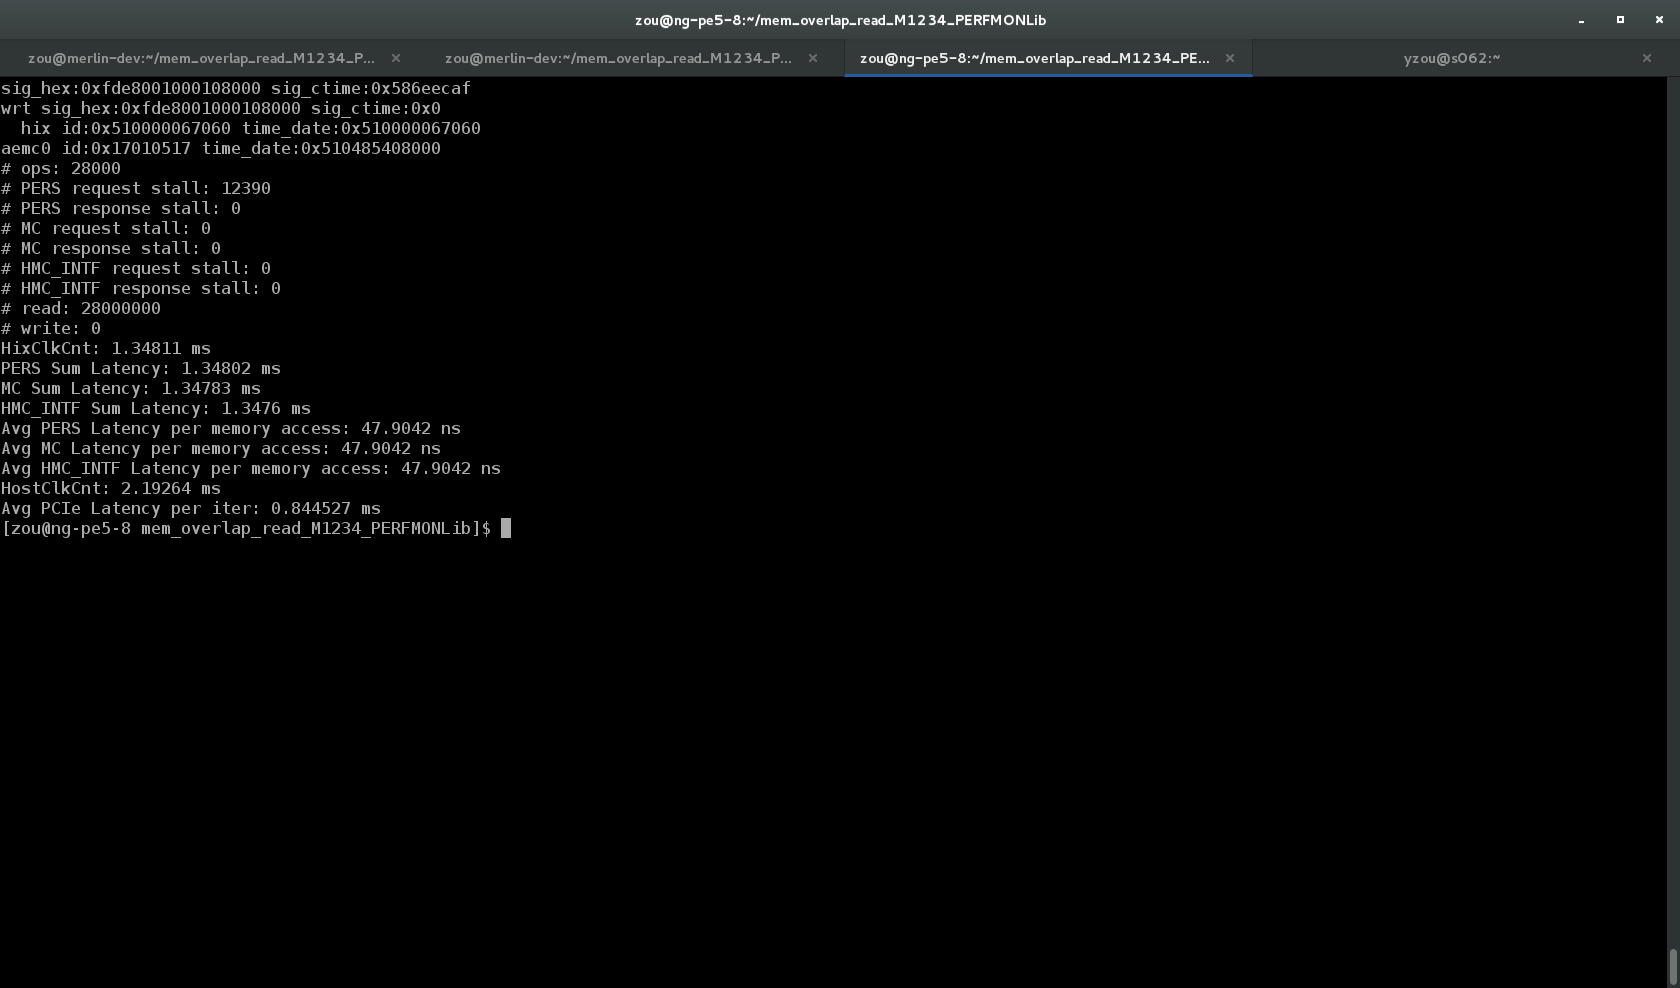 zou@ng-pe5-8:~/mem_overlap_read_M1234_PERFMONLib
zou@merlin-dev:~/mem_overlap_read_M1234_P... zou@merlin-dev:~/mem_overlap_read_M1234_P... zou@ng-pe5-8:~/mem_overlap_read_M1234_PE... yzou@s062:~
sig_hex:0xfde8001000108000 sig_ctime:0x586eecaf
wrt sig_hex:0xfde8001000108000 sig_ctime:0x0
  hix id:0x510000067060 time_date:0x510000067060
aemc0 id:0x17010517 time_date:0x510485408000
# ops: 28000
# PERS request stall: 12390
# PERS response stall: 0
# MC request stall: 0
# MC response stall: 0
# HMC_INTF request stall: 0
# HMC_INTF response stall: 0
# read: 28000000
# write: 0
HixClkCnt: 1.34811 ms
PERS Sum Latency: 1.34802 ms
MC Sum Latency: 1.34783 ms
HMC_INTF Sum Latency: 1.3476 ms
Avg PERS Latency per memory access: 47.9042 ns
Avg MC Latency per memory access: 47.9042 ns
Avg HMC_INTF Latency per memory access: 47.9042 ns
HostClkCnt: 2.19264 ms
Avg PCIe Latency per iter: 0.844527 ms
[zou@ng-pe5-8 mem_overlap_read_M1234_PERFMONLib]$